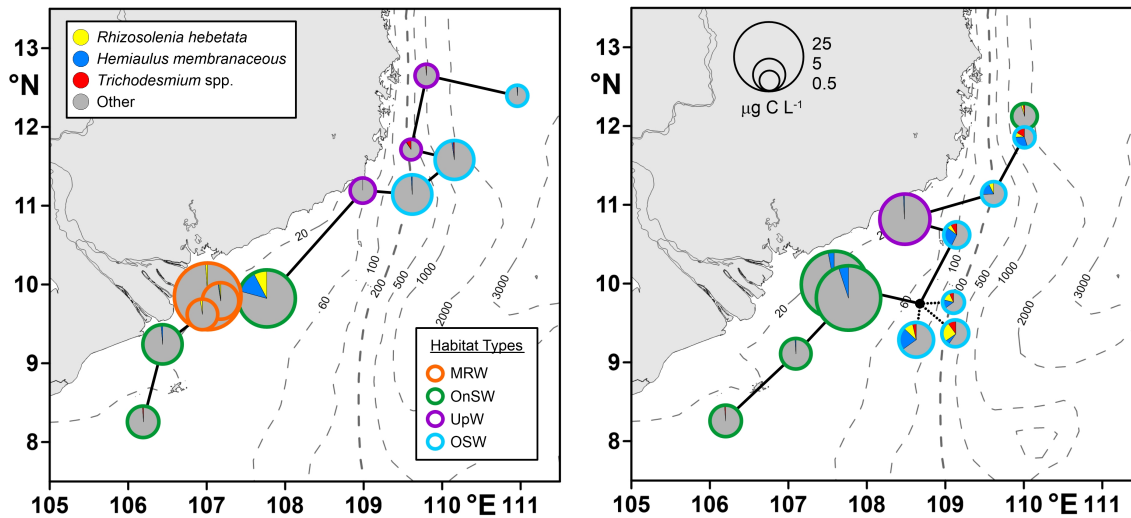 Rhizosolenia hebetata
Hemiaulus membranaceous
Trichodesmium spp.
Other
13
°N
12
11
10
9
8
20
60
100
200
500
1000
2000
3000
Habitat Types
MRW
OnSW
UpW
OSW
105 106 107 108 109 110 °E 111
25
5
0.5
µg C L-1
13
°N
12
11
10
9
8
20
60
100
500
1000
2000
3000
105 106 107 108 109 110 °E 111